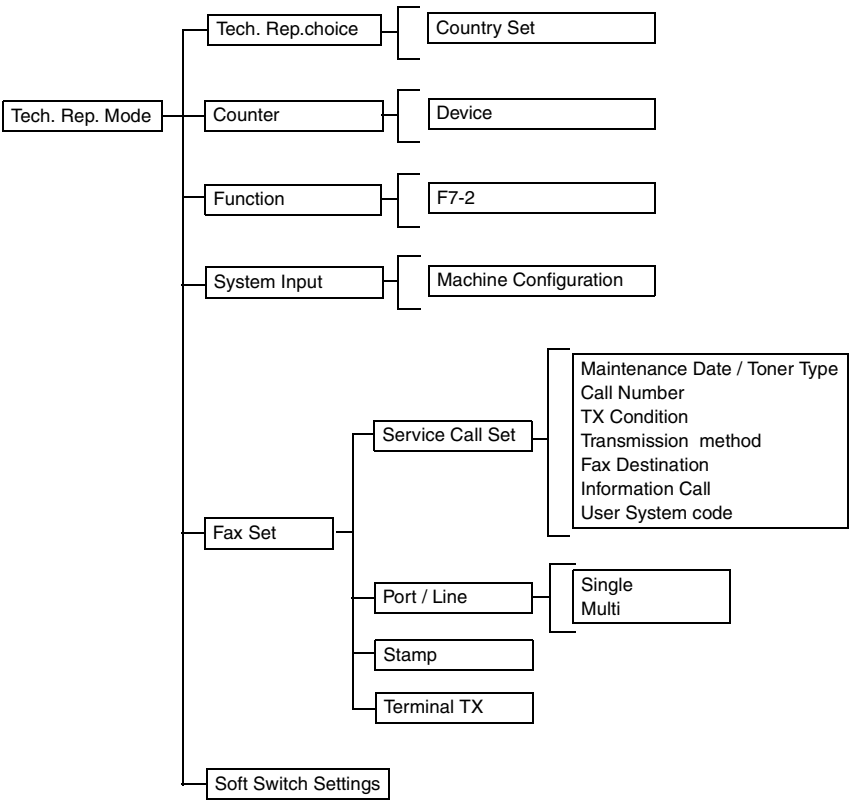 Tech. Rep.choice
Country Set
Tech. Rep. Mode
Counter
Device
Function
F7-2
System Input
Machine Configuration
Fax Set
Service Call Set
Maintenance Date / Toner Type
Call Number
TX Condition
Transmission method
Fax Destination
Information Call
User System code
Port / Line
Single
Multi
Stamp
Terminal TX
Soft Switch Settings